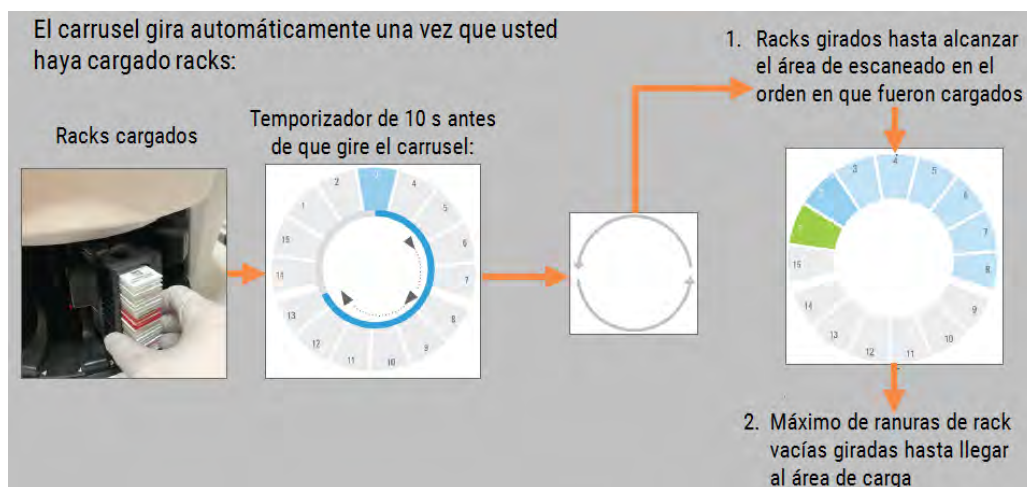 El carrusel gira automáticamente una vez que usted
haya cargado racks:
Racks cargados
Temporizador de 10 s antes
de que gire el carrusel:
1. Racks girados hasta alcanzar
el área de escaneado en el
orden en que fueron cargados
2. Máximo de ranuras de rack
vacías giradas hasta llegar
al área de carga
1
2
3
4
5
6
7
8
9
10
11
12
13
14
15
3
4
5
6
7
8
9
10
11
12
13
14
15